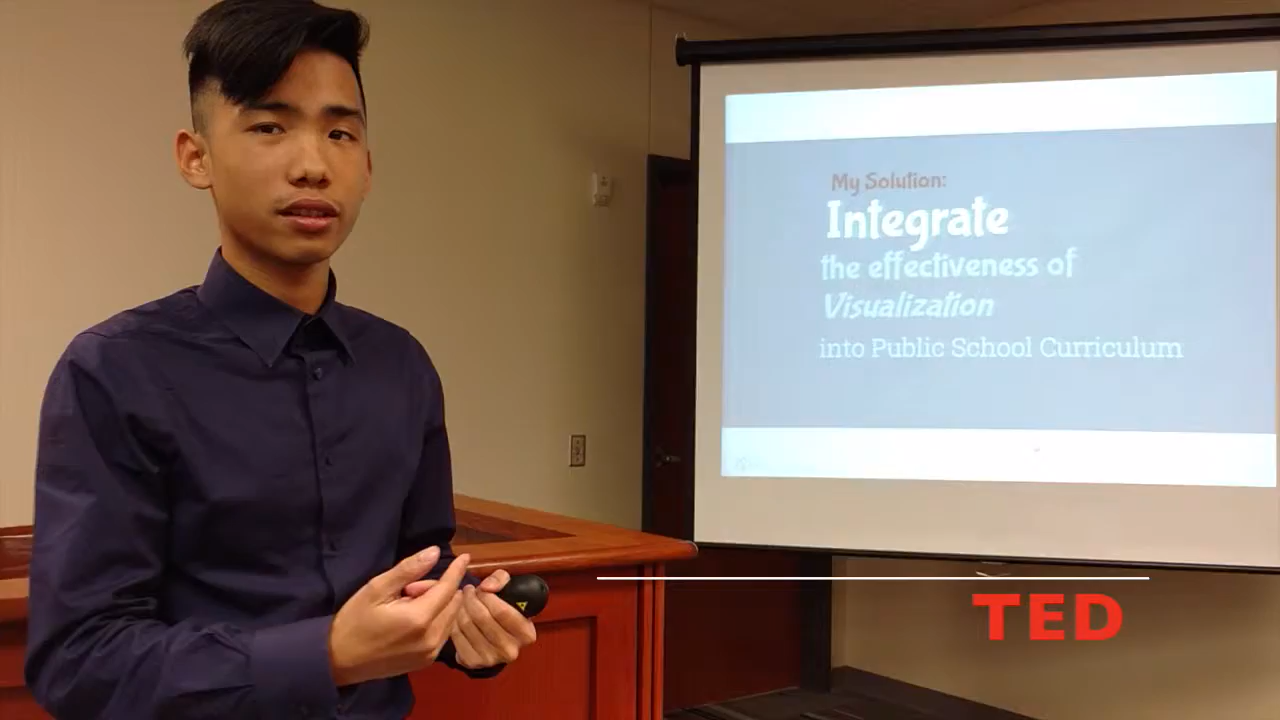 My Solution:
Integrate
the effectiveness of
Visualization
into Public School Curriculum
TED